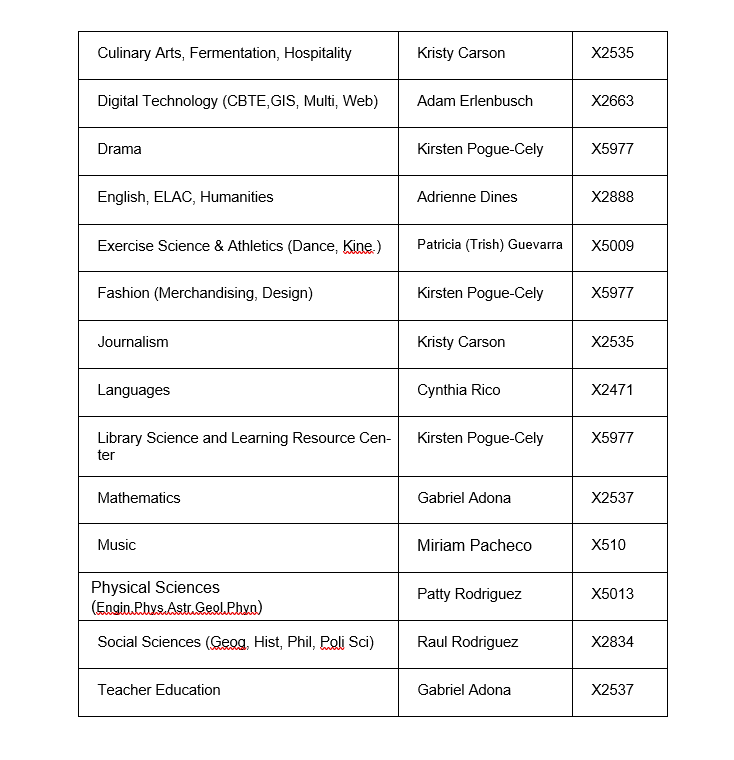 Culinary Arts, Fermentation, Hospitality Kristy Carson X2535
Digital Technology (CBTE,GIS, Multi, Web) Adam Erlenbusch X2663
Drama Kirsten Pogue-Cely X5977
English, ELAC, Humanities Adrienne Dines X2888
Exercise Science & Athletics (Dance, Kine.) Patricia (Trish) Guevarra X5009
Fashion (Merchandising, Design) Kirsten Pogue-Cely X5977
Journalism Kristy Carson X2535
Languages Cynthia Rico X2471
Library Science and Learning Resource Cen- Kirsten Pogue-Cely X5977
ter
Mathematics Gabriel Adona X2537
Music Miriam Pacheco X510
Physical Sciences
(Engin,Phys,Astr,Geol,Phyn) Patty Rodriguez X5013
Social Sciences (Geog, Hist, Phil, Poli Sci) Raul Rodriguez X2834
Teacher Education Gabriel Adona X2537